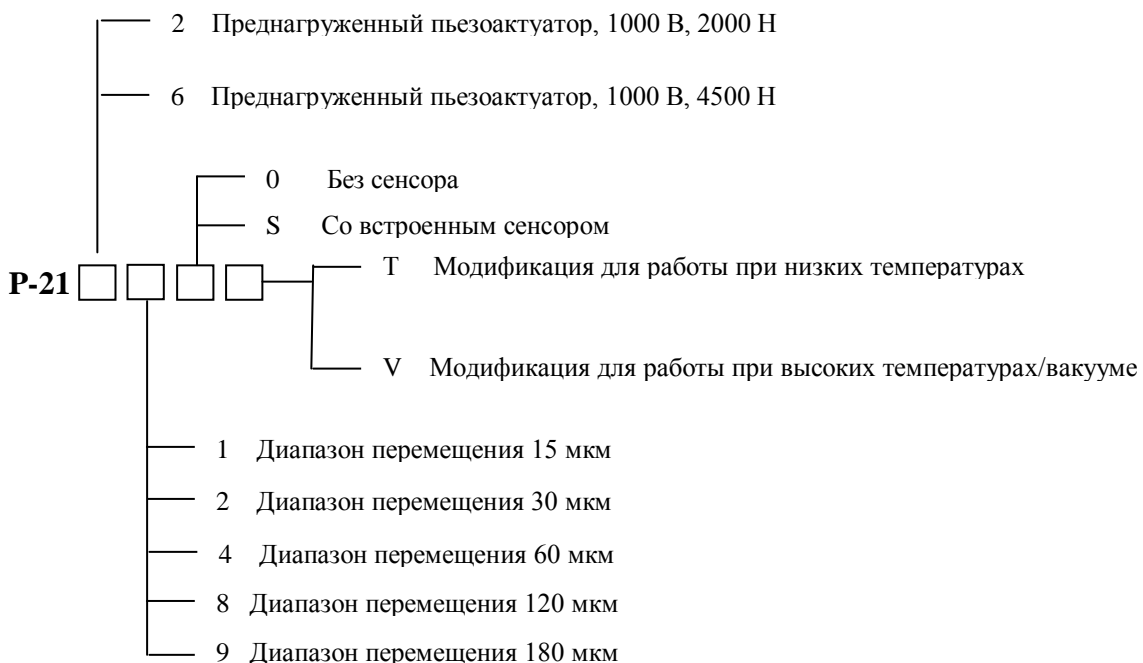 2 Преднагруженный пьезоактуатор, 1000 В, 2000 Н
6 Преднагруженный пьезоактуатор, 1000 В, 4500 Н
0 Без сенсора
S Со встроенным сенсором
T Модификация для работы при низких температурах
P-21
V Модификация для работы при высоких температурах/вакууме
1 Диапазон перемещения 15 мкм
2 Диапазон перемещения 30 мкм
4 Диапазон перемещения 60 мкм
8 Диапазон перемещения 120 мкм
9 Диапазон перемещения 180 мкм